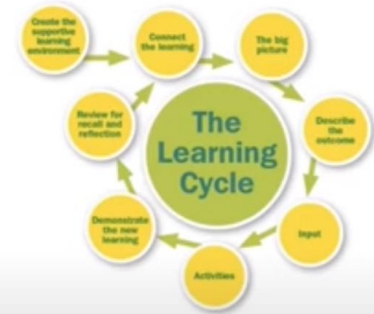 Create the
supportive
learning
environment
Connect
the learning
The big
picture
Describe
the
outcome
Input
Activities
Demonstrate
the new
learning
Review for
recall and
reflection
The
Learning
Cycle